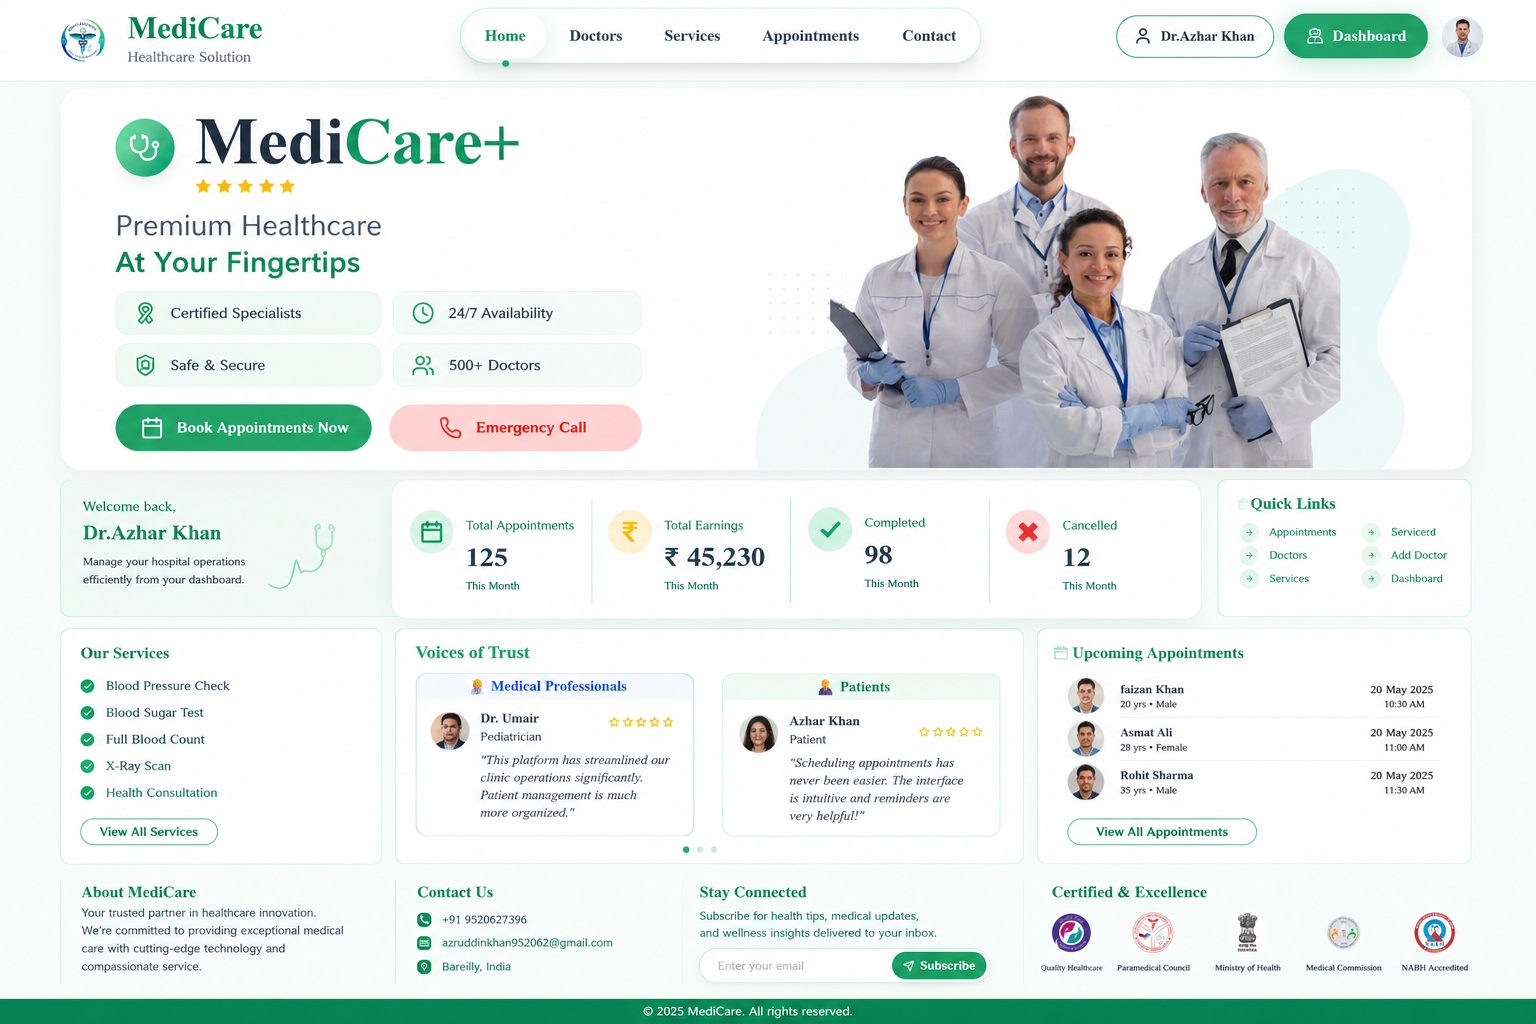 MediCare
Healthcare Solution
Home
Doctors
Services
Appointments
Contact
Dr.Azhar Khan
Dashboard
MediCare+
Premium Healthcare
At Your Fingertips
Certified Specialists
24/7 Availability
Safe & Secure
500+ Doctors
Book Appointments Now
Emergency Call
Welcome back,
Dr.Azhar Khan
Manage your hospital operations
efficiently from your dashboard.
Total Appointments
125
This Month
Total Earnings
₹ 45,230
This Month
Completed
98
This Month
Cancelled
12
This Month
Quick Links
Appointments
Servicerd
Doctors
Add Doctor
Services
Dashboard
Our Services
Blood Pressure Check
Blood Sugar Test
Full Blood Count
X-Ray Scan
Health Consultation
View All Services
Voices of Trust
Medical Professionals
Dr. Umair
Pediatrician
"This platform has streamlined our
clinic operations significantly.
Patient management is much
more organized."
Patients
Azhar Khan
Patient
"Scheduling appointments has
never been easier. The interface
is intuitive and reminders are
very helpful!"
Upcoming Appointments
faizan Khan
20 yrs • Male
20 May 2025
10:30 AM
Asmat Ali
28 yrs • Female
20 May 2025
11:00 AM
Rohit Sharma
35 yrs • Male
20 May 2025
11:30 AM
View All Appointments
About MediCare
Your trusted partner in healthcare innovation.
We're committed to providing exceptional medical
care with cutting-edge technology and
compassionate service.
Contact Us
+91 9520627396
azruddinkhan952062@gmail.com
Bareilly, India
Stay Connected
Subscribe for health tips, medical updates,
and wellness insights delivered to your inbox.
Enter your email
Subscribe
Certified & Excellence
Quality Healthcare
Paramedical Council
Ministry of Health
Medical Commission
NABH Accredited
© 2025 MediCare. All rights reserved.